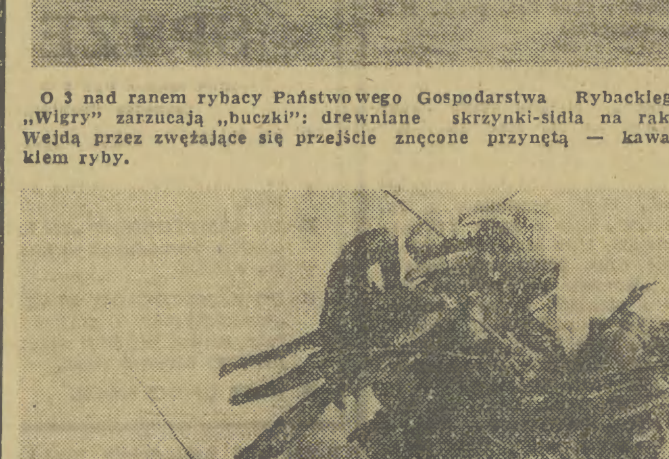 O 3 nad ranem rybacy Państwowego Gospodarstwa Rybackieg
„Wigry” zarzucają „buczki”: drewniane skrzynki-sidła na rak
Wejdą przez zwężające się przejście znęcone przynętą — kawa
kiem ryby.